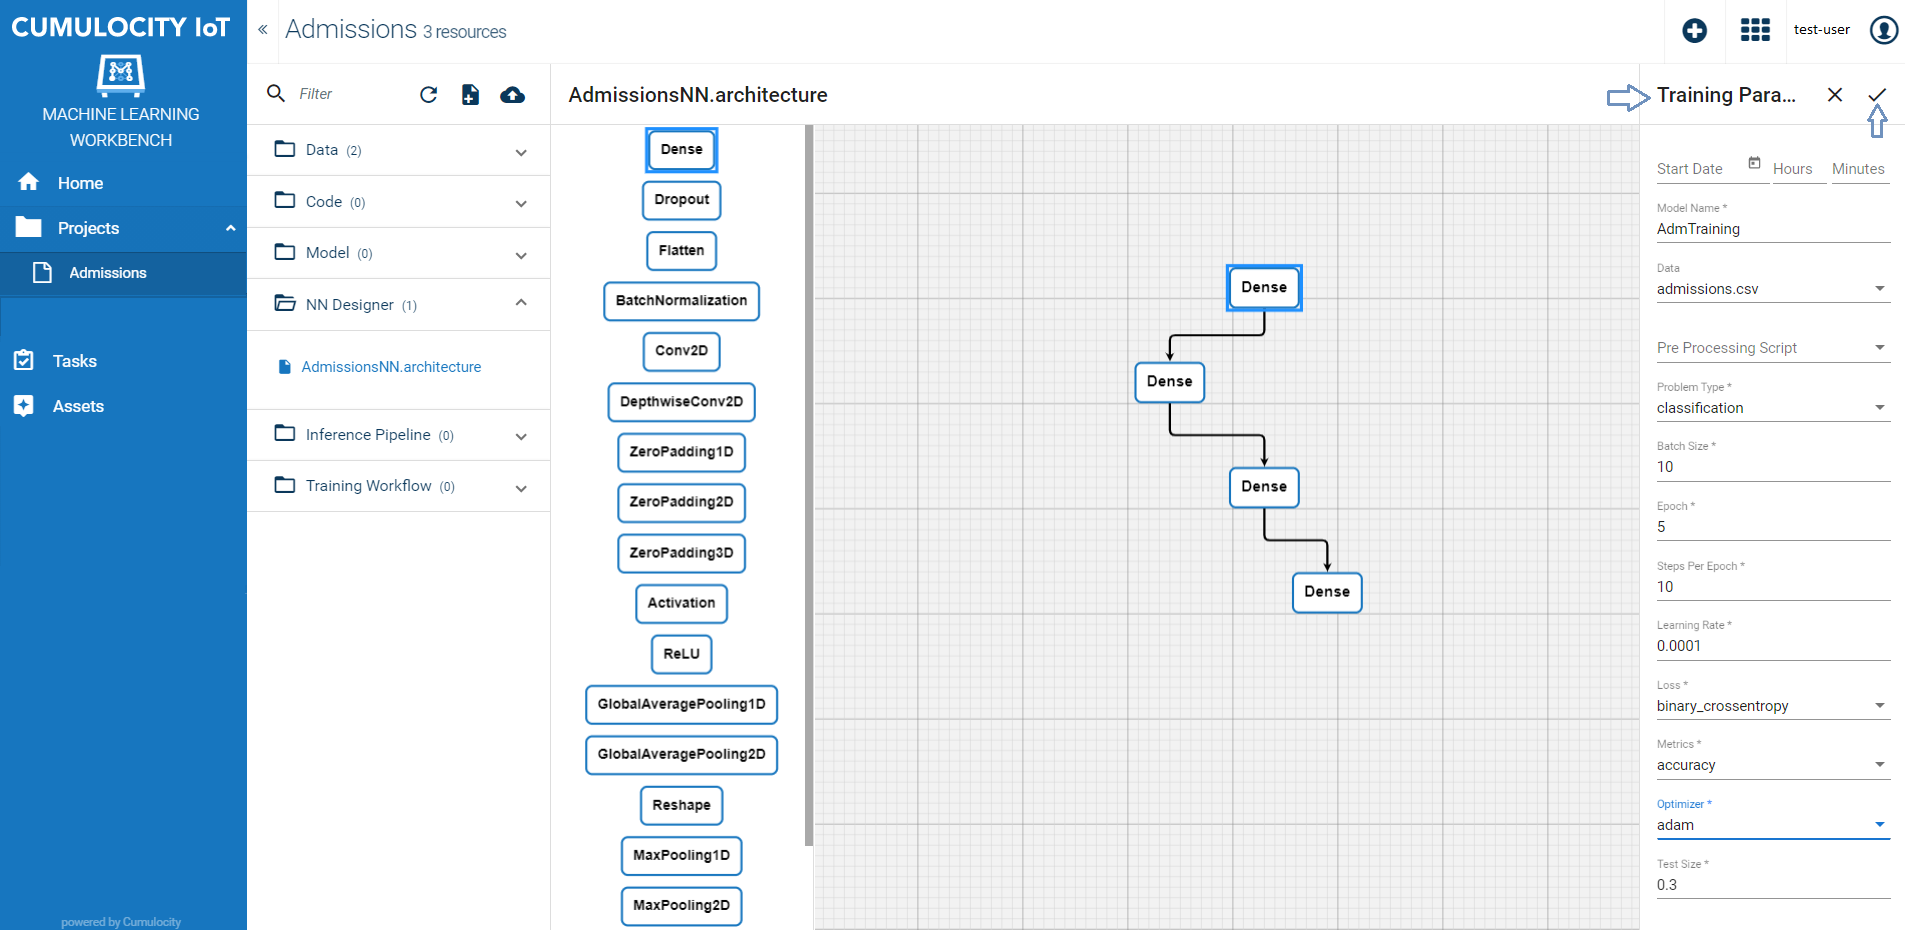 CUMULOCITY IoT
MACHINE LEARNING
WORKBENCH
Home
Projects
Admissions
Tasks
Assets
powered by Cumulocity
« Admissions 3 resources
test-user
Filter
Data (2)
Code (0)
Model (0)
NN Designer (1)
AdmissionsNN.architecture
Inference Pipeline (0)
Training Workflow (0)
AdmissionsNN.architecture
Dense
Dropout
Flatten
BatchNormalization
Conv2D
DepthwiseConv2D
ZeroPadding1D
ZeroPadding2D
ZeroPadding3D
Activation
ReLU
GlobalAveragePooling1D
GlobalAveragePooling2D
Reshape
MaxPooling1D
MaxPooling2D
Dense
Dense
Dense
Dense
Training Para...
Start Date Hours Minutes
Model Name *
AdmTraining
Data
admissions.csv
Pre Processing Script
Problem Type *
classification
Batch Size *
10
Epoch *
5
Steps Per Epoch *
10
Learning Rate *
0.0001
Loss *
binary_crossentropy
Metrics *
accuracy
Optimizer *
adam
Test Size *
0.3